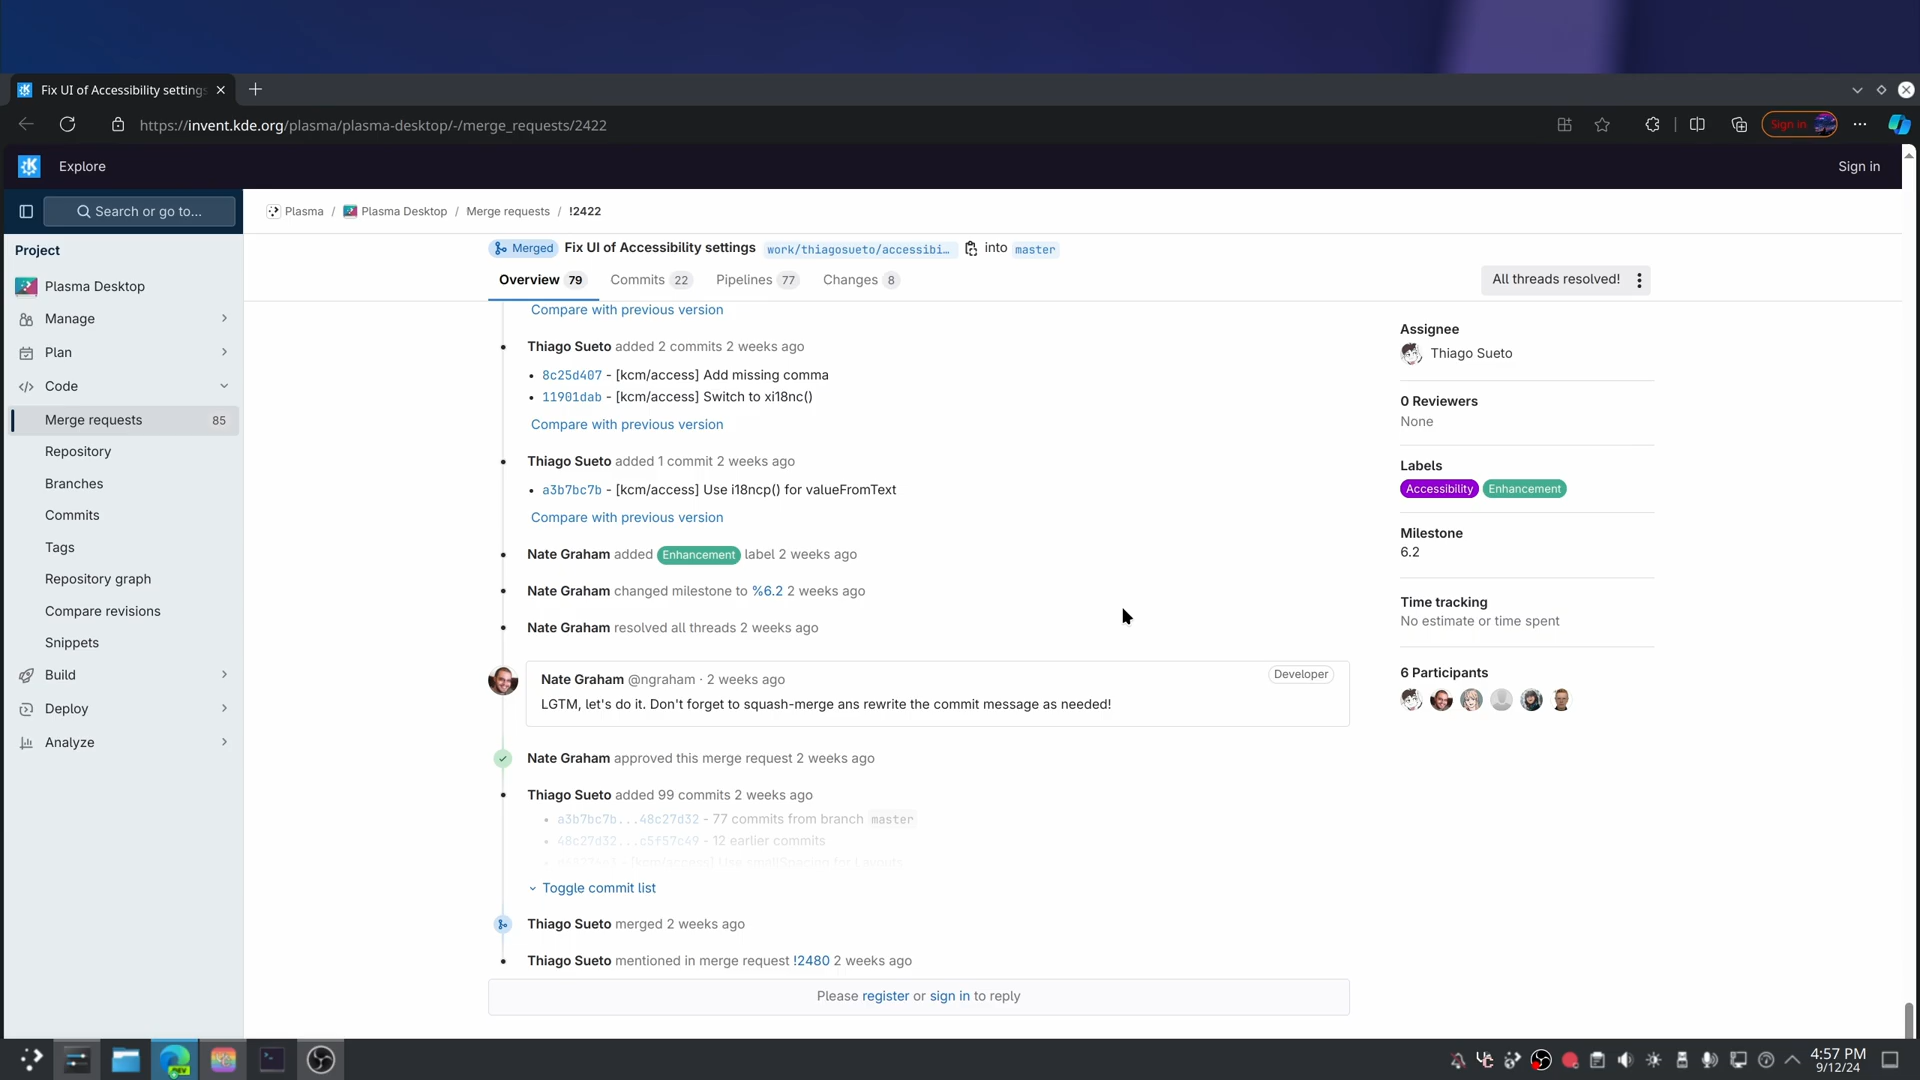 Fix UI of Accessibility settings
https://invent.kde.org/plasma/plasma-desktop/-/merge_requests/2422
Sign in
Explore
Sign in
Search or go to...
Plasma / Plasma Desktop / Merge requests / !2422
Project
Plasma Desktop
Manage
Plan
Code
Merge requests 85
Repository
Branches
Commits
Tags
Repository graph
Compare revisions
Snippets
Build
Deploy
Analyze
Merged Fix UI of Accessibility settings work/thiagosueto/accessibi… into master
Overview 79 Commits 22 Pipelines 77 Changes 8
All threads resolved!
Compare with previous version
Thiago Sueto added 2 commits 2 weeks ago
8c25d407 - [kcm/access] Add missing comma
11901dab - [kcm/access] Switch to xi18nc()
Compare with previous version
Thiago Sueto added 1 commit 2 weeks ago
a3b7bc7b - [kcm/access] Use i18ncp() for valueFromText
Compare with previous version
Nate Graham added Enhancement label 2 weeks ago
Nate Graham changed milestone to %6.2 2 weeks ago
Nate Graham resolved all threads 2 weeks ago
Nate Graham @ngraham · 2 weeks ago
Developer
LGTM, let's do it. Don't forget to squash-merge ans rewrite the commit message as needed!
Nate Graham approved this merge request 2 weeks ago
Thiago Sueto added 99 commits 2 weeks ago
a3b7bc7b...48c27d32 - 77 commits from branch master
48c27d32...c5f57c49 - 12 earlier commits
- [kcm/access] Use smallSpacing for Layouts
Toggle commit list
Thiago Sueto merged 2 weeks ago
Thiago Sueto mentioned in merge request !2480 2 weeks ago
Please register or sign in to reply
Assignee
Thiago Sueto
0 Reviewers
None
Labels
Accessibility Enhancement
Milestone
6.2
Time tracking
No estimate or time spent
6 Participants
4:57 PM
9/12/24